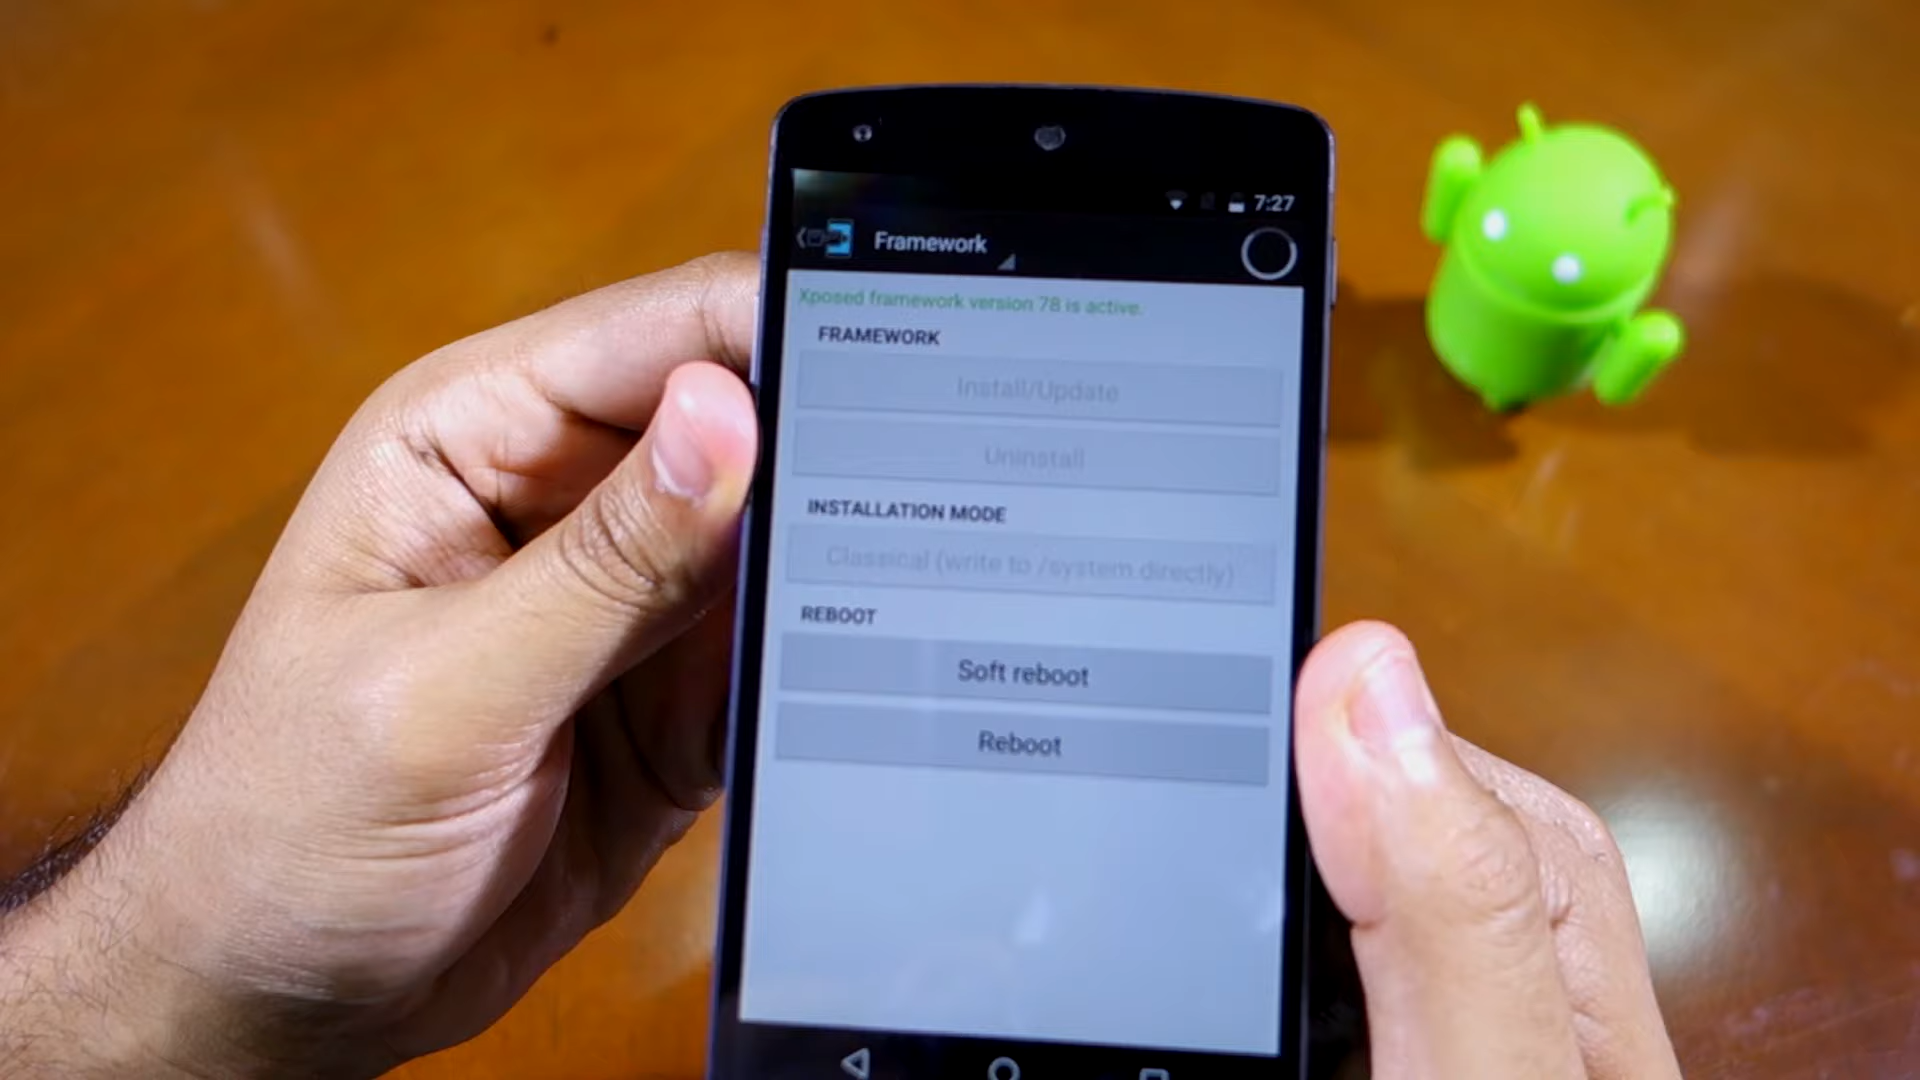 7:27
Framework
Xposed framework version 78 is active.
FRAMEWORK
Install/Update
Uninstall
INSTALLATION MODE
Classical (write to /system directly)
REBOOT
Soft reboot
Reboot